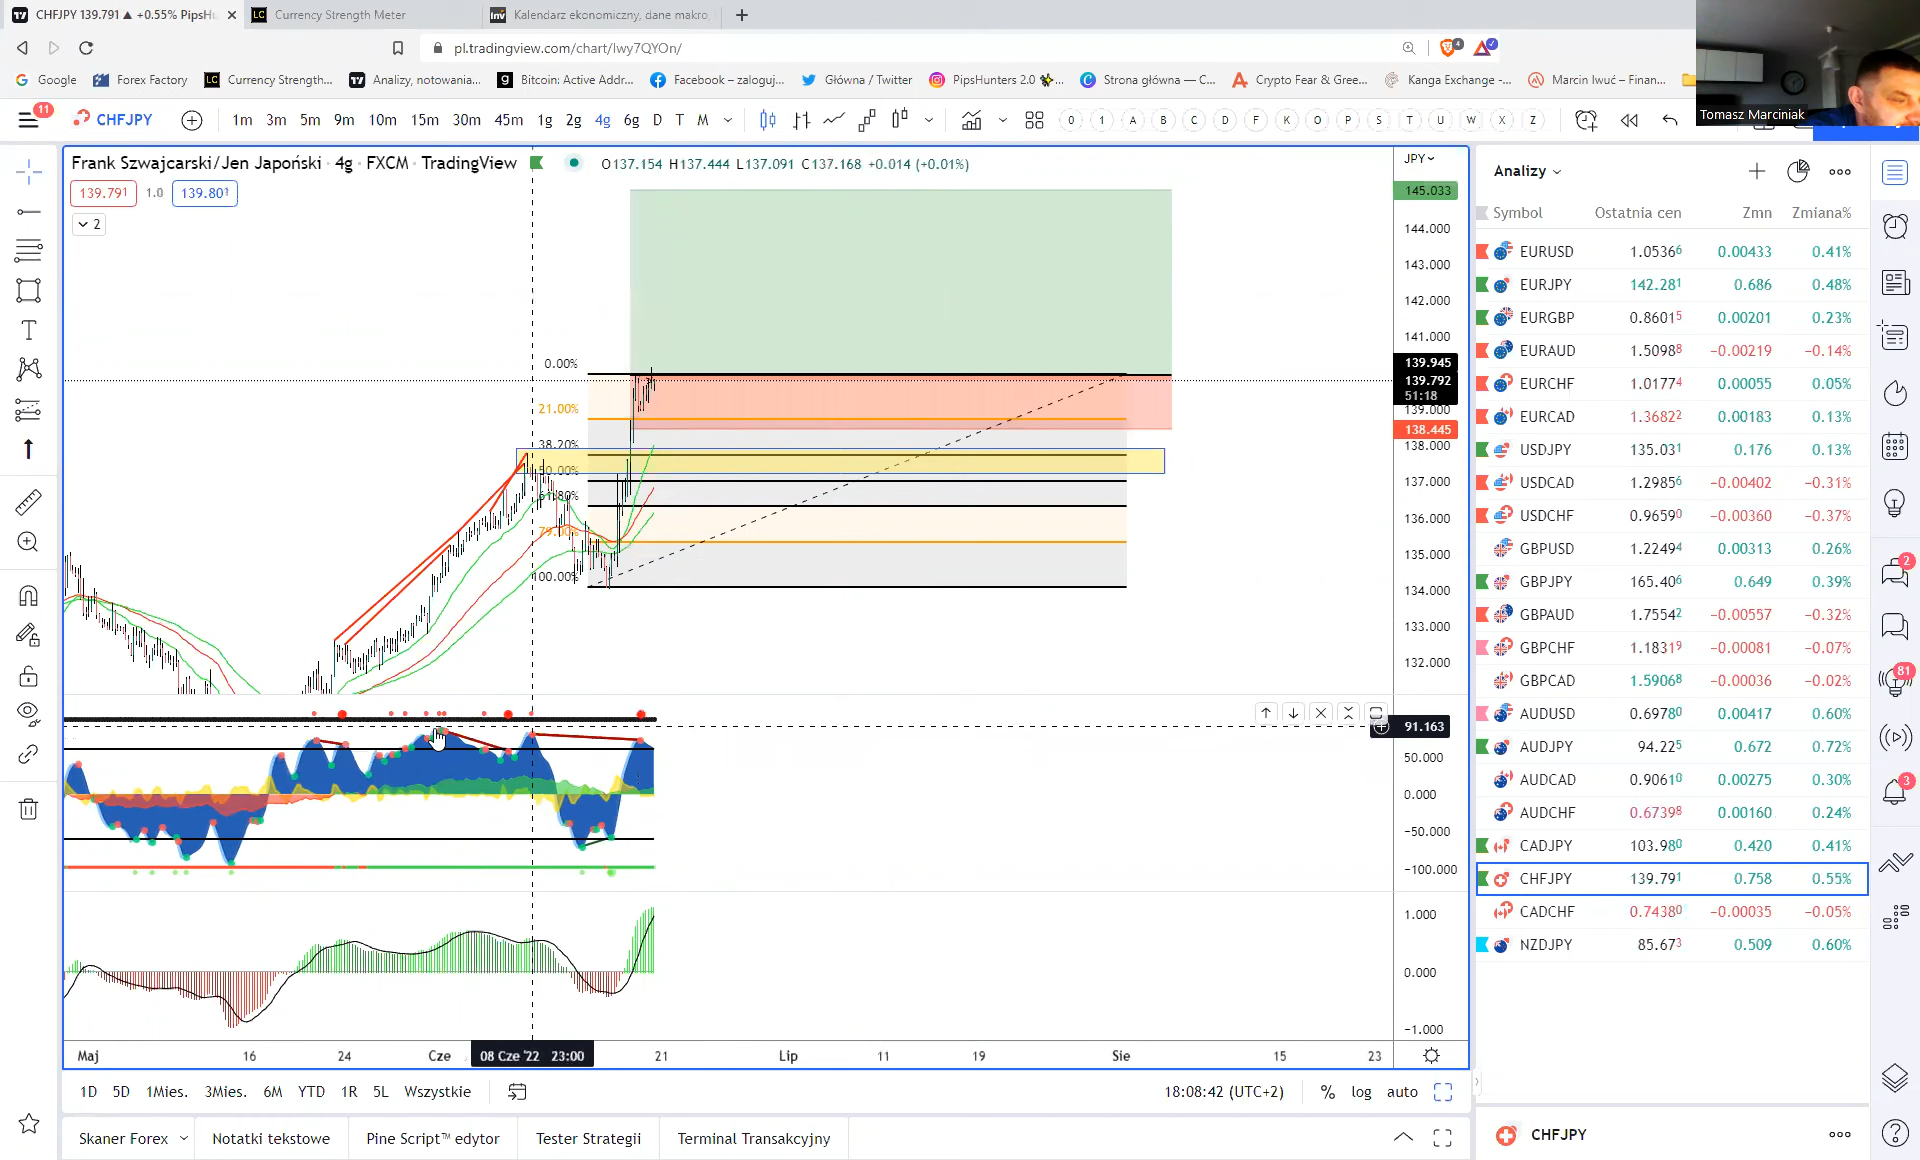 CHFJPY 139.791 ▲ +0.55% PipsHu
Currency Strength Meter
Kalendarz ekonomiczny, dane makro,
pl.tradingview.com/chart/lwy7QYOn/
Google
Forex Factory
Currency Strength...
Analizy, notowania...
Bitcoin: Active Addr...
Facebook – zaloguj...
Główna / Twitter
PipsHunters 2.0
Strona główna — C...
Crypto Fear & Gree...
Kanga Exchange -...
Marcin Iwuć – Finan...
Tomasz Marciniak
11
CHFJPY
1m 3m 5m 9m 10m 15m 30m 45m 1g 2g 4g 6g D T M
O 1 A B C D F K O P S T U W X Z
Frank Szwajcarski/Jen Japoński · 4g · FXCM · TradingView
O137.154 H137.444 L137.091 C137.168 +0.014 (+0.01%)
139.791 1.0 139.801
2
JPY
145.033
144.000
143.000
142.000
141.000
139.945
139.792
51:18
139.000
138.445
138.000
137.000
136.000
135.000
134.000
133.000
132.000
0.00%
21.00%
38.20%
50.00%
61.80%
79.00%
100.00%
91.163
50.000
0.000
−50.000
−100.000
1.000
0.000
−1.000
Maj 16 24 Cze 08 Cze '22 23:00 21 Lip 11 19 Sie 15 23
1D 5D 1Mies. 3Mies. 6M YTD 1R 5L Wszystkie
18:08:42 (UTC+2) % log auto
Skaner Forex
Notatki tekstowe
Pine Script™ edytor
Tester Strategii
Terminal Transakcyjny
Analizy
Symbol Ostatnia cen Zmn Zmiana%
EURUSD 1.05366 0.00433 0.41%
EURJPY 142.281 0.686 0.48%
EURGBP 0.86015 0.00201 0.23%
EURAUD 1.50988 −0.00219 −0.14%
EURCHF 1.01774 0.00055 0.05%
EURCAD 1.36822 0.00183 0.13%
USDJPY 135.031 0.176 0.13%
USDCAD 1.29856 −0.00402 −0.31%
USDCHF 0.96590 −0.00360 −0.37%
GBPUSD 1.22494 0.00313 0.26%
GBPJPY 165.406 0.649 0.39%
GBPAUD 1.75542 −0.00557 −0.32%
GBPCHF 1.18319 −0.00081 −0.07%
GBPCAD 1.59068 −0.00036 −0.02%
AUDUSD 0.69780 0.00417 0.60%
AUDJPY 94.225 0.672 0.72%
AUDCAD 0.90610 0.00275 0.30%
AUDCHF 0.67398 0.00160 0.24%
CADJPY 103.980 0.420 0.41%
CHFJPY 139.791 0.758 0.55%
CADCHF 0.74380 −0.00035 −0.05%
NZDJPY 85.673 0.509 0.60%
CHFJPY
2
81
3